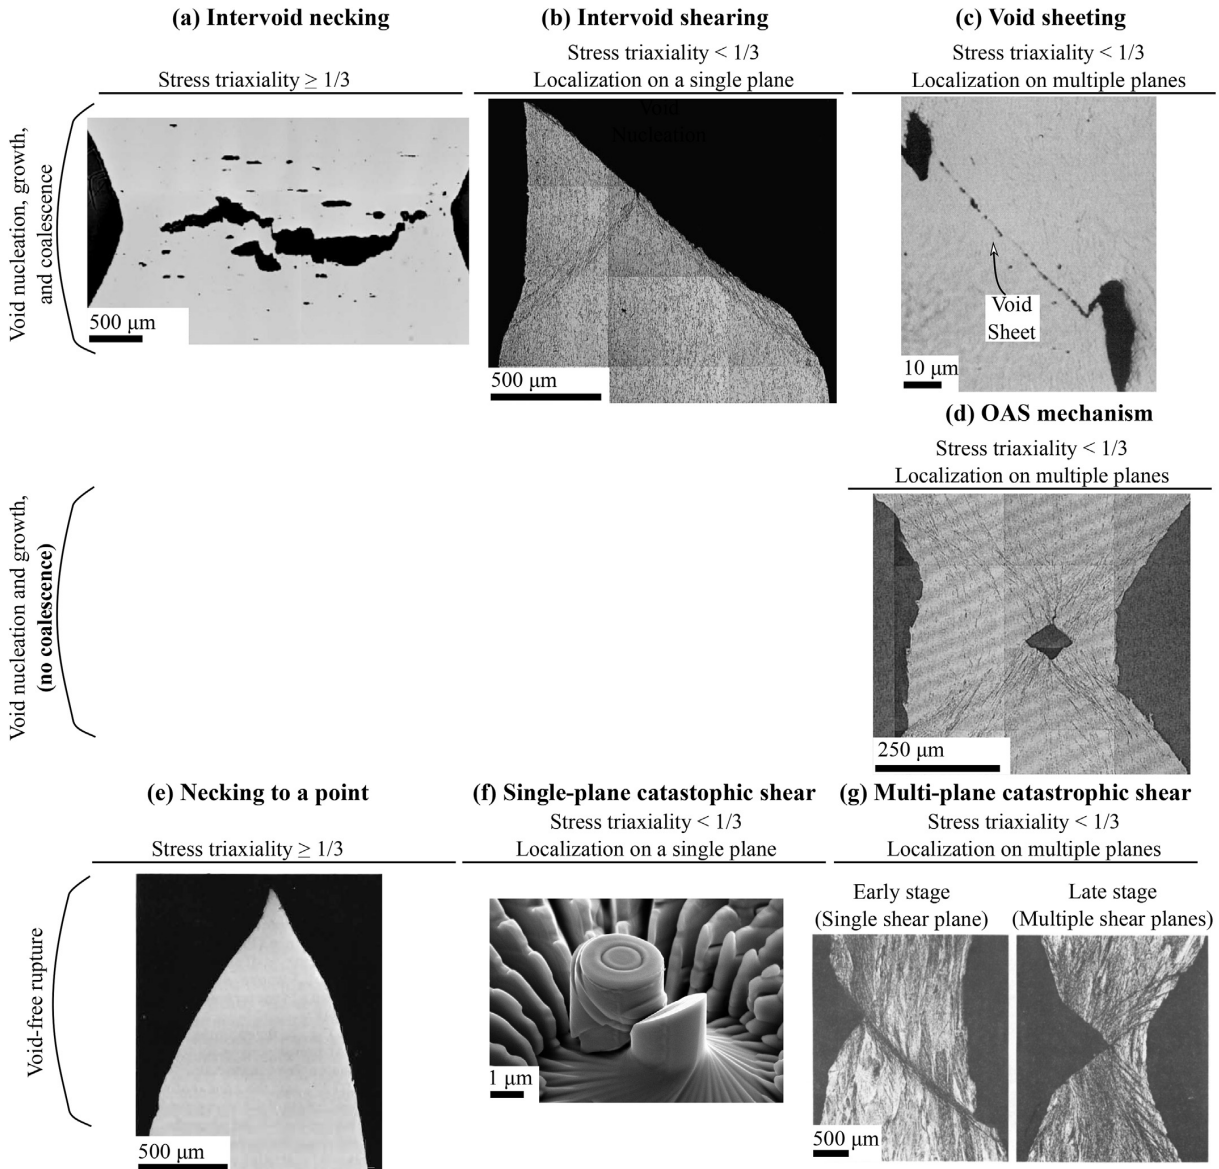 (a) Intervoid necking
Stress triaxiality ≥ 1/3
(b) Intervoid shearing
Stress triaxiality < 1/3
Localization on a single plane
(c) Void sheeting
Stress triaxiality < 1/3
Localization on multiple planes
Void nucleation, growth,
and coalescence
500 μm
Void
Nucleation
500 μm
Void
Sheet
10 μm
(d) OAS mechanism
Stress triaxiality < 1/3
Localization on multiple planes
Void nucleation and growth,
(no coalescence)
250 μm
(e) Necking to a point
Stress triaxiality ≥ 1/3
(f) Single-plane catastophic shear
Stress triaxiality < 1/3
Localization on a single plane
(g) Multi-plane catastrophic shear
Stress triaxiality < 1/3
Localization on multiple planes
Void-free rupture
500 μm
1 μm
Early stage
(Single shear plane)
Late stage
(Multiple shear planes)
500 μm